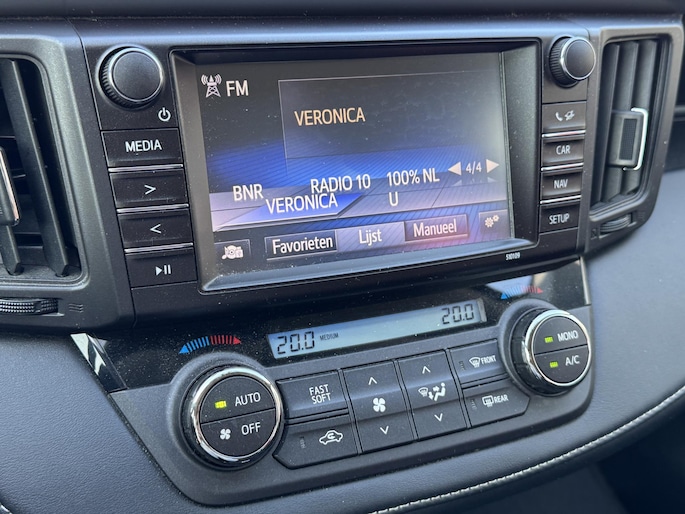 FM
VERONICA
BNR RADIO 10 100% NL 4/4
VERONICA U
Favorieten Lijst Manueel
MEDIA
>
<
CAR
NAV
SETUP
510109
20.0 MEDIUM 20.0
AUTO
OFF
FAST
SOFT
FRONT
REAR
MONO
A/C